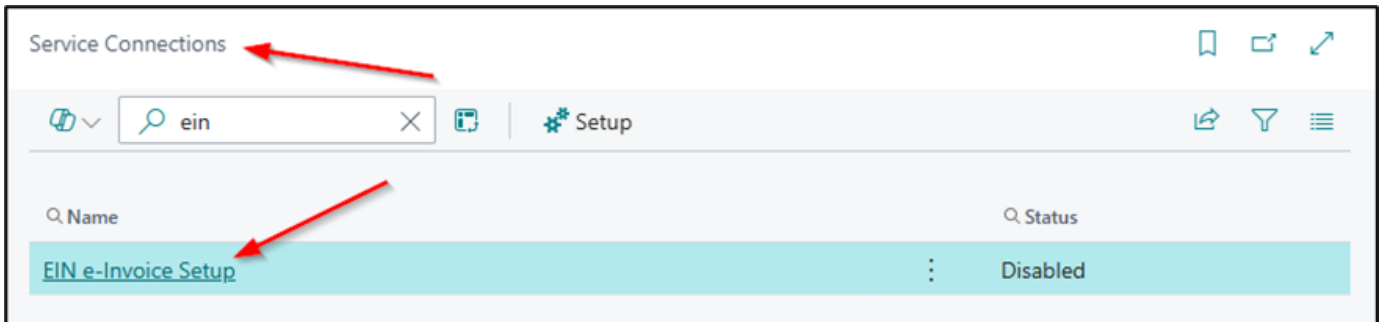 Service Connections
ein
Setup
Name
Status
EIN e-Invoice Setup
Disabled